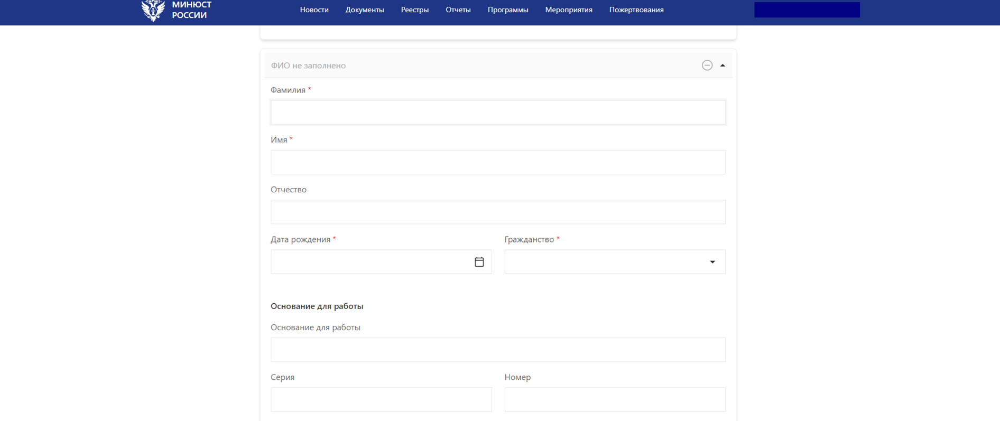 МИНЮСТ
РОССИИ
Новости Документы Реестры Отчеты Программы Мероприятия Пожертвования
ФИО не заполнено
Фамилия *
Имя *
Отчество
Дата рождения * Гражданство *
Основание для работы
Основание для работы
Серия Номер